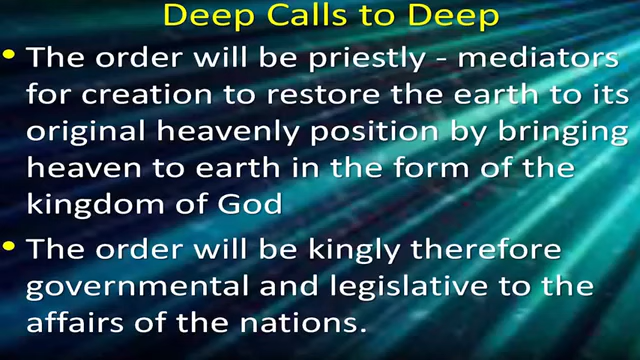 Deep Calls to Deep
• The order will be priestly - mediators
for creation to restore the earth to its
original heavenly position by bringing
heaven to earth in the form of the
kingdom of God
• The order will be kingly therefore
governmental and legislative to the
affairs of the nations.